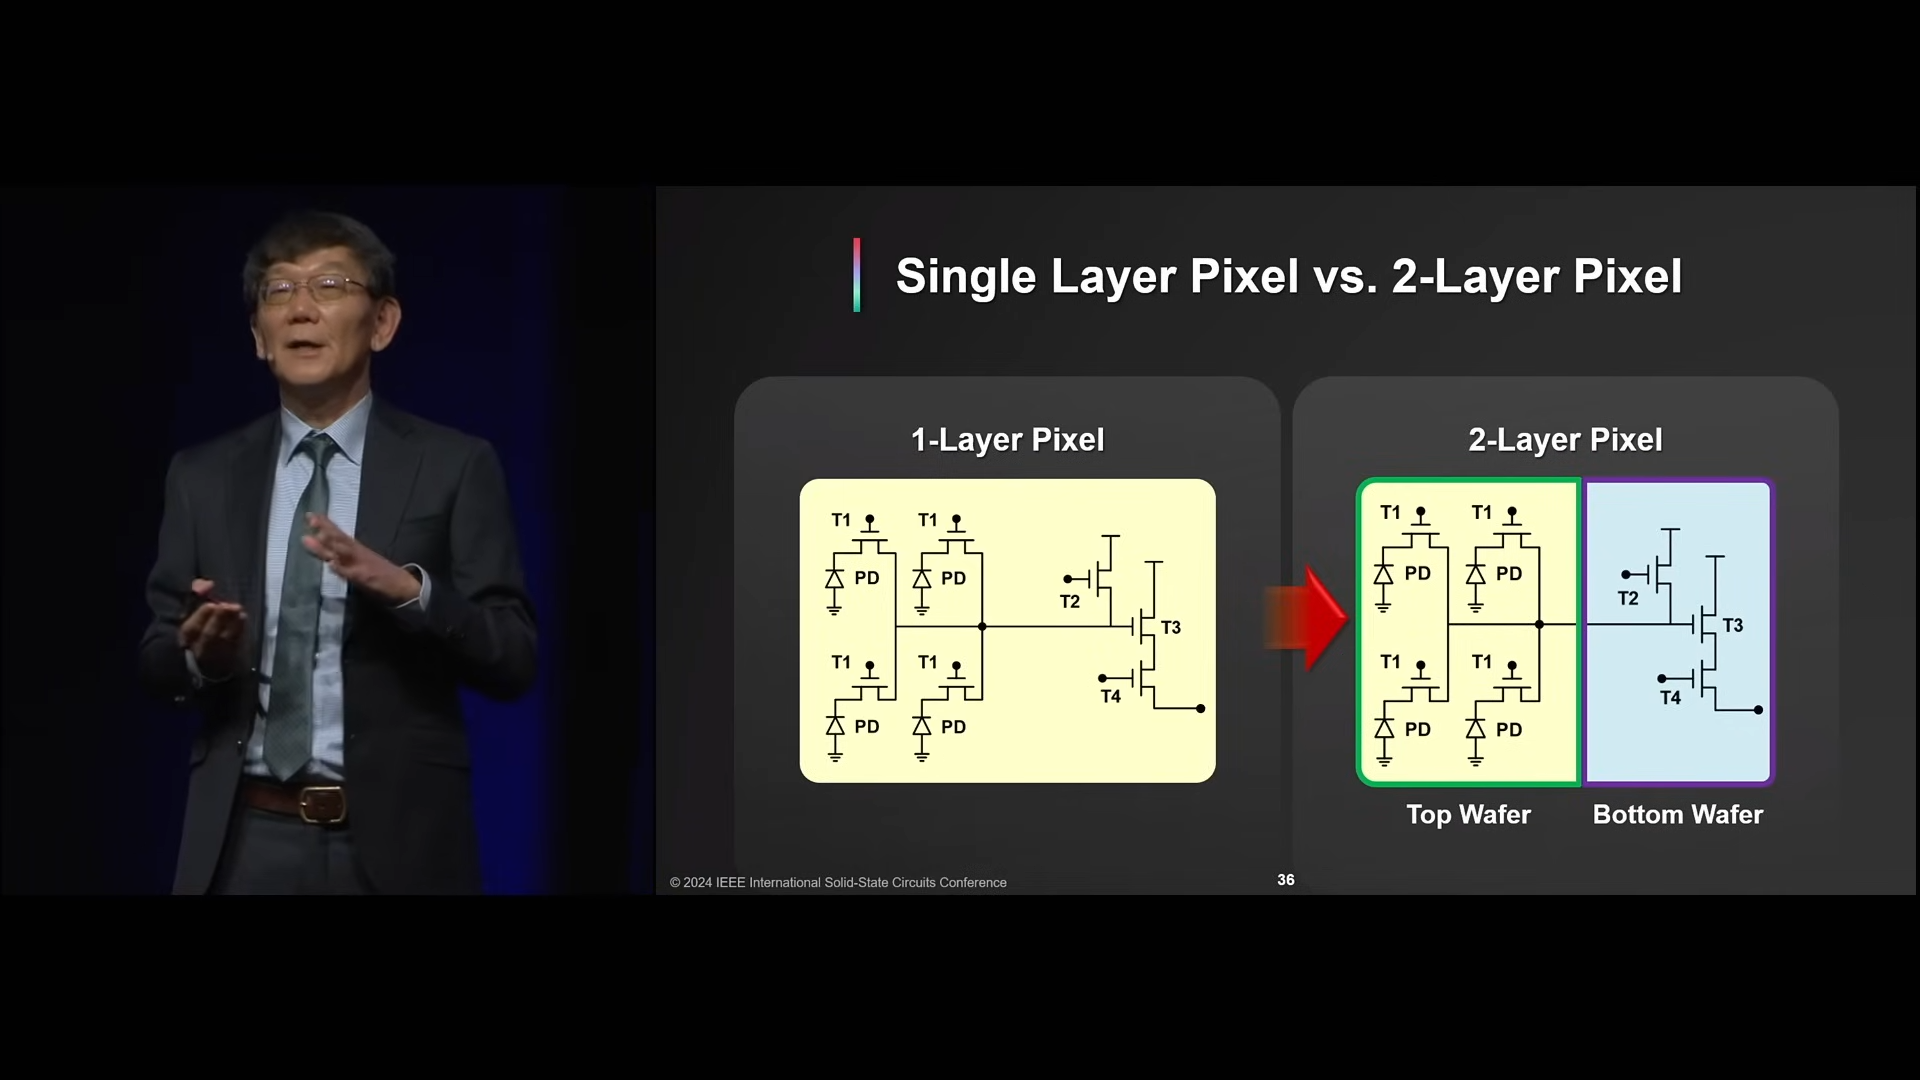 Single Layer Pixel vs. 2-Layer Pixel
1-Layer Pixel
T1
T1
PD
PD
T2
T3
T1
T1
T4
PD
PD
2-Layer Pixel
T1
T1
PD
PD
T2
T3
T1
T1
T4
PD
PD
Top Wafer
Bottom Wafer
© 2024 IEEE International Solid-State Circuits Conference
36